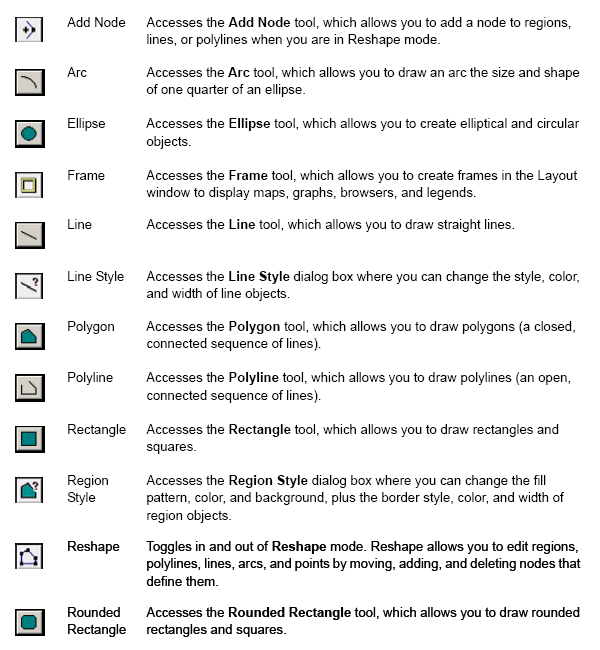 Add Node Accesses the Add Node tool, which allows you to add a node to regions,
lines, or polylines when you are in Reshape mode.
Arc Accesses the Arc tool, which allows you to draw an arc the size and shape
of one quarter of an ellipse.
Ellipse Accesses the Ellipse tool, which allows you to create elliptical and circular
objects.
Frame Accesses the Frame tool, which allows you to create frames in the Layout
window to display maps, graphs, browsers, and legends.
Line Accesses the Line tool, which allows you to draw straight lines.
Line Style Accesses the Line Style dialog box where you can change the style, color,
and width of line objects.
Polygon Accesses the Polygon tool, which allows you to draw polygons (a closed,
connected sequence of lines).
Polyline Accesses the Polyline tool, which allows you to draw polylines (an open,
connected sequence of lines).
Rectangle Accesses the Rectangle tool, which allows you to draw rectangles and
squares.
Region Accesses the Region Style dialog box where you can change the fill
Style pattern, color, and background, plus the border style, color, and width of
region objects.
Reshape Toggles in and out of Reshape mode. Reshape allows you to edit regions,
polylines, lines, arcs, and points by moving, adding, and deleting nodes that
define them.
Rounded Accesses the Rounded Rectangle tool, which allows you to draw rounded
Rectangle rectangles and squares.